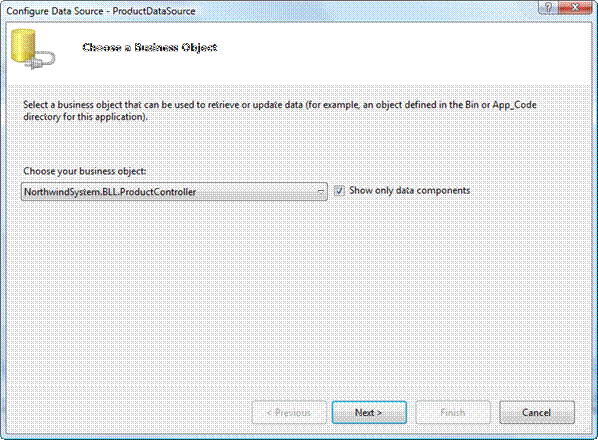 Configure Data Source - ProductDataSource
Choose a Business Object
Select a business object that can be used to retrieve or update data (for example, an object defined in the Bin or App_Code
directory for this application).
Choose your business object:
NorthwindSystem.BLL.ProductController
Show only data components
< Previous
Next >
Finish
Cancel